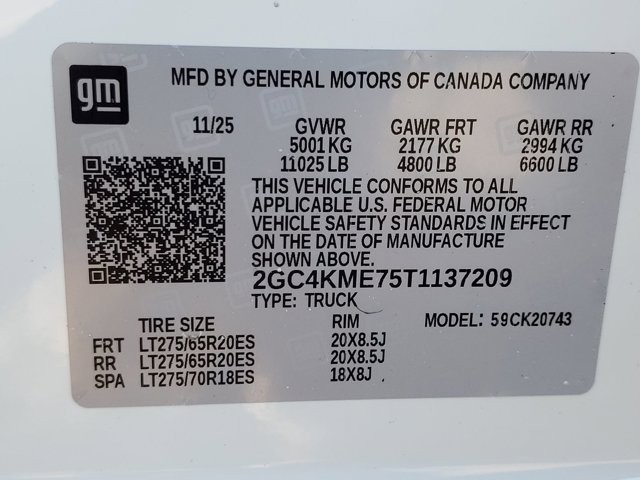 gm
MFD BY GENERAL MOTORS OF CANADA COMPANY
11/25 GVWR GAWR FRT GAWR RR
5001 KG 2177 KG 2994 KG
11025 LB 4800 LB 6600 LB
THIS VEHICLE CONFORMS TO ALL
APPLICABLE U.S. FEDERAL MOTOR
VEHICLE SAFETY STANDARDS IN EFFECT
ON THE DATE OF MANUFACTURE
SHOWN ABOVE.
2GC4KME75T1137209
TYPE: TRUCK
TIRE SIZE RIM MODEL: 59CK20743
FRT LT275/65R20ES 20X8.5J
RR LT275/65R20ES 20X8.5J
SPA LT275/70R18ES 18X8J